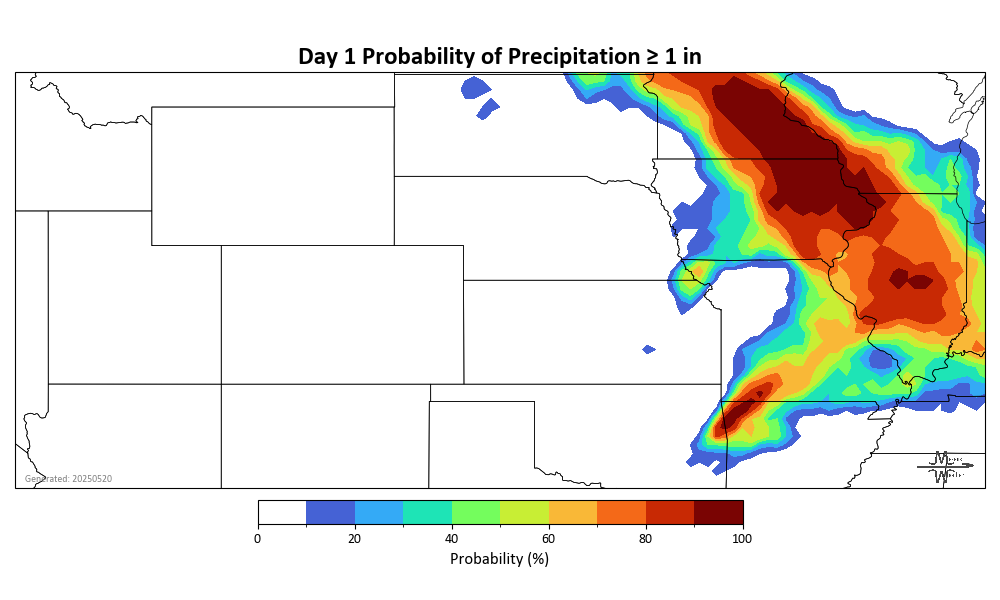 Day 1 Probability of Precipitation ≥ 1 in
Generated: 20250520
0 20 40 60 80 100
Probability (%)